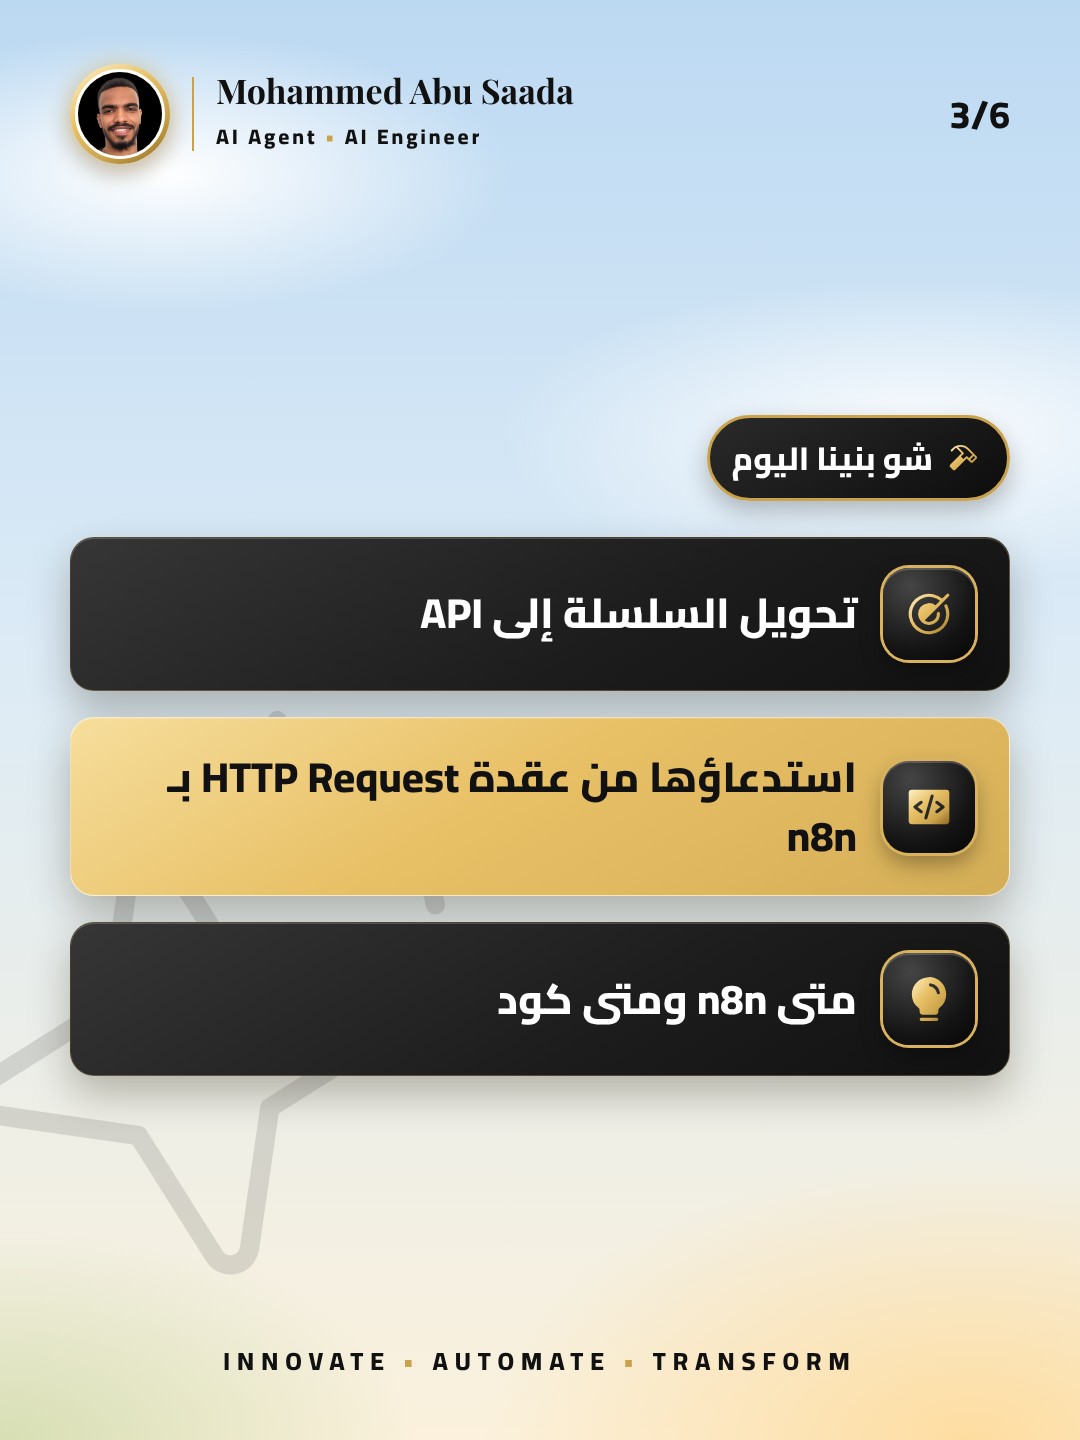 Mohammed Abu Saada
AI Agent ▪ AI Engineer
3/6
شو بنينا اليوم
تحويل السلسلة إلى API
استدعاؤها من عقدة HTTP Request بـ
n8n
متى n8n ومتى كود
INNOVATE ▪ AUTOMATE ▪ TRANSFORM